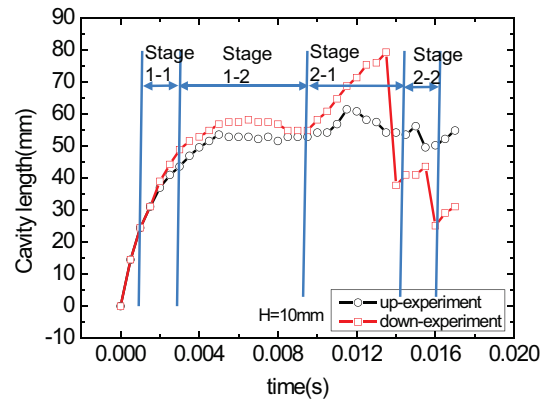 90
80
70
60
50
40
30
20
10
0
-10
Cavity length(mm)
Stage
1-1
Stage
1-2
Stage
2-1
Stage
2-2
H=10mm
up-experiment
down-experiment
0.000 0.004 0.008 0.012 0.016 0.020
time(s)